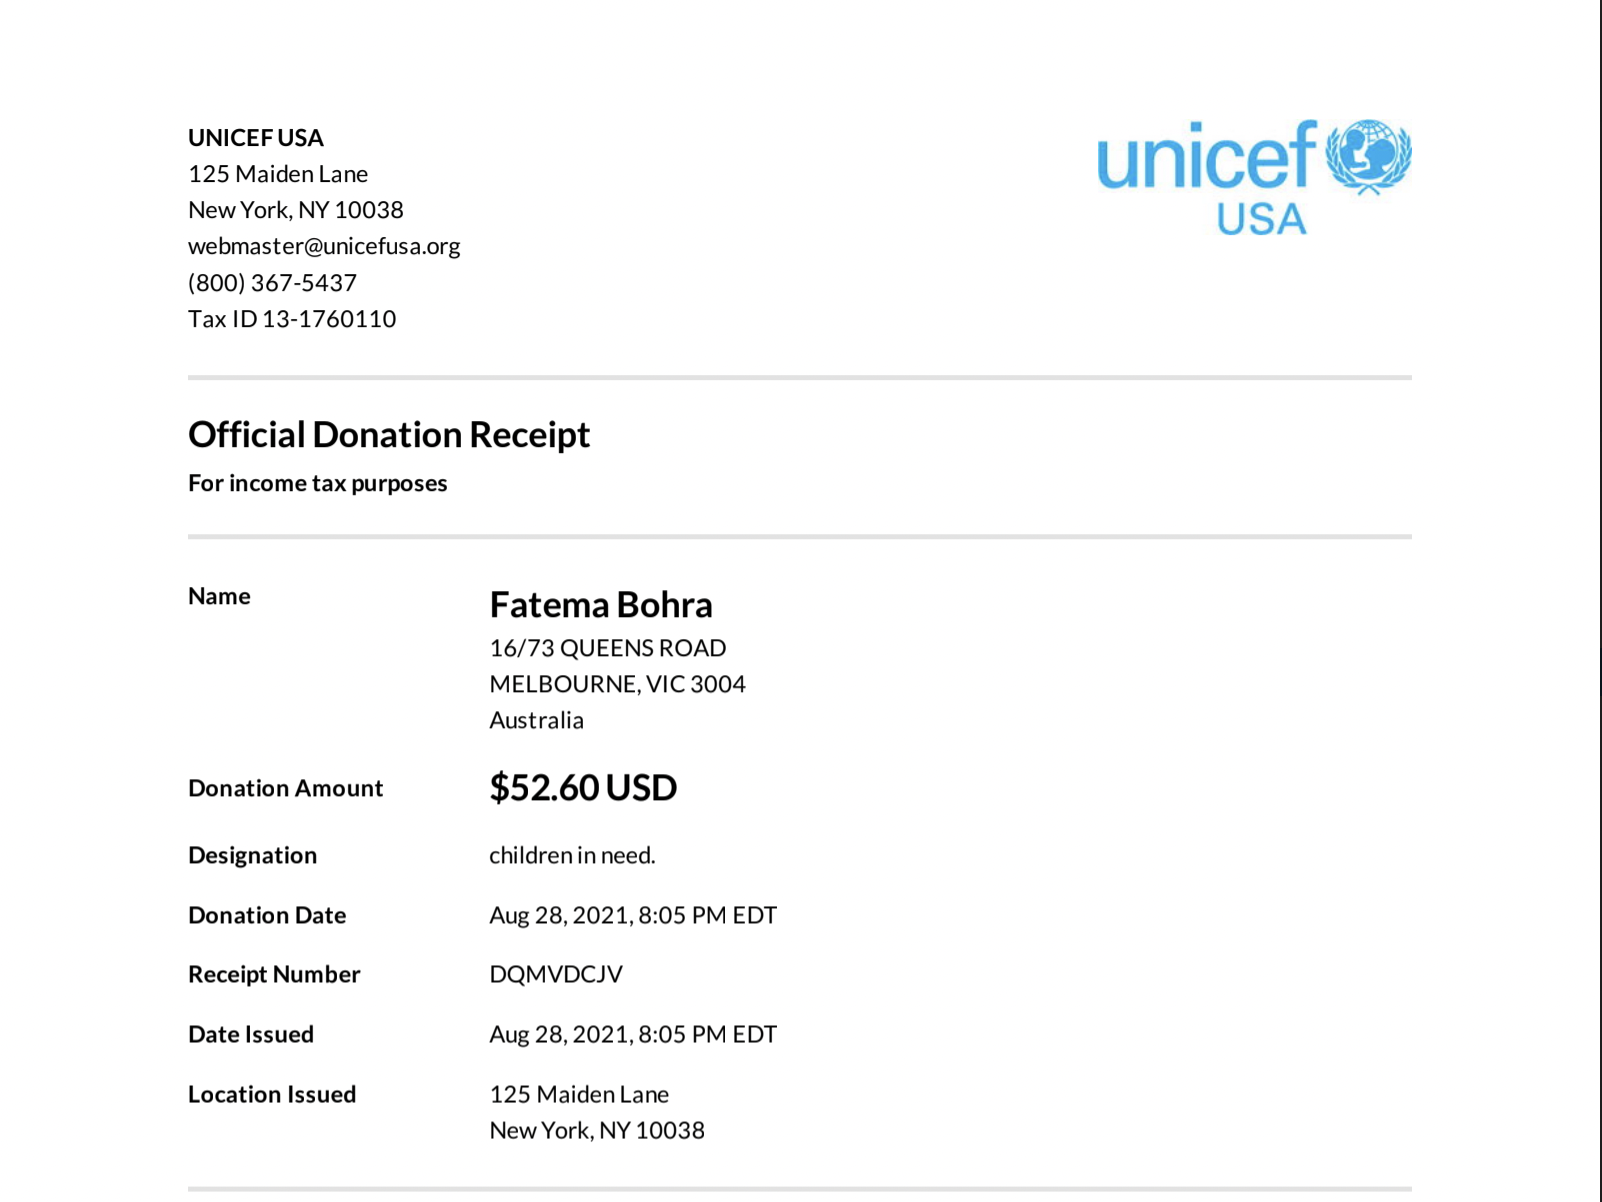 UNICEF USA
125 Maiden Lane
New York, NY 10038
webmaster@unicefusa.org
(800) 367-5437
Tax ID 13-1760110
unicef
USA
Official Donation Receipt
For income tax purposes
Name
Fatema Bohra
16/73 QUEENS ROAD
MELBOURNE, VIC 3004
Australia
Donation Amount
$52.60 USD
Designation
children in need.
Donation Date
Aug 28, 2021, 8:05 PM EDT
Receipt Number
DQMVDCJV
Date Issued
Aug 28, 2021, 8:05 PM EDT
Location Issued
125 Maiden Lane
New York, NY 10038